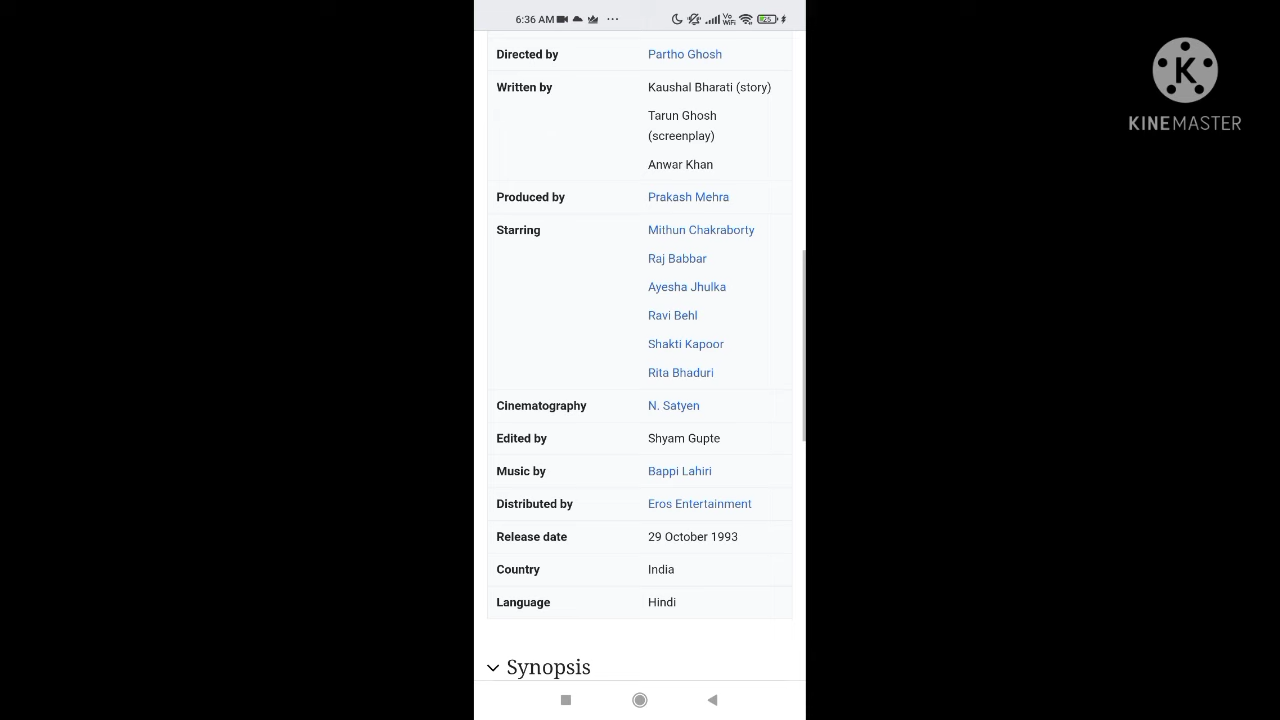 6:36 AM
Vo
WiFi
25
Directed by
Partho Ghosh
Written by
Kaushal Bharati (story)
Tarun Ghosh
(screenplay)
Anwar Khan
Produced by
Prakash Mehra
Starring
Mithun Chakraborty
Raj Babbar
Ayesha Jhulka
Ravi Behl
Shakti Kapoor
Rita Bhaduri
Cinematography
N. Satyen
Edited by
Shyam Gupte
Music by
Bappi Lahiri
Distributed by
Eros Entertainment
Release date
29 October 1993
Country
India
Language
Hindi
Synopsis
K
KINEMASTER